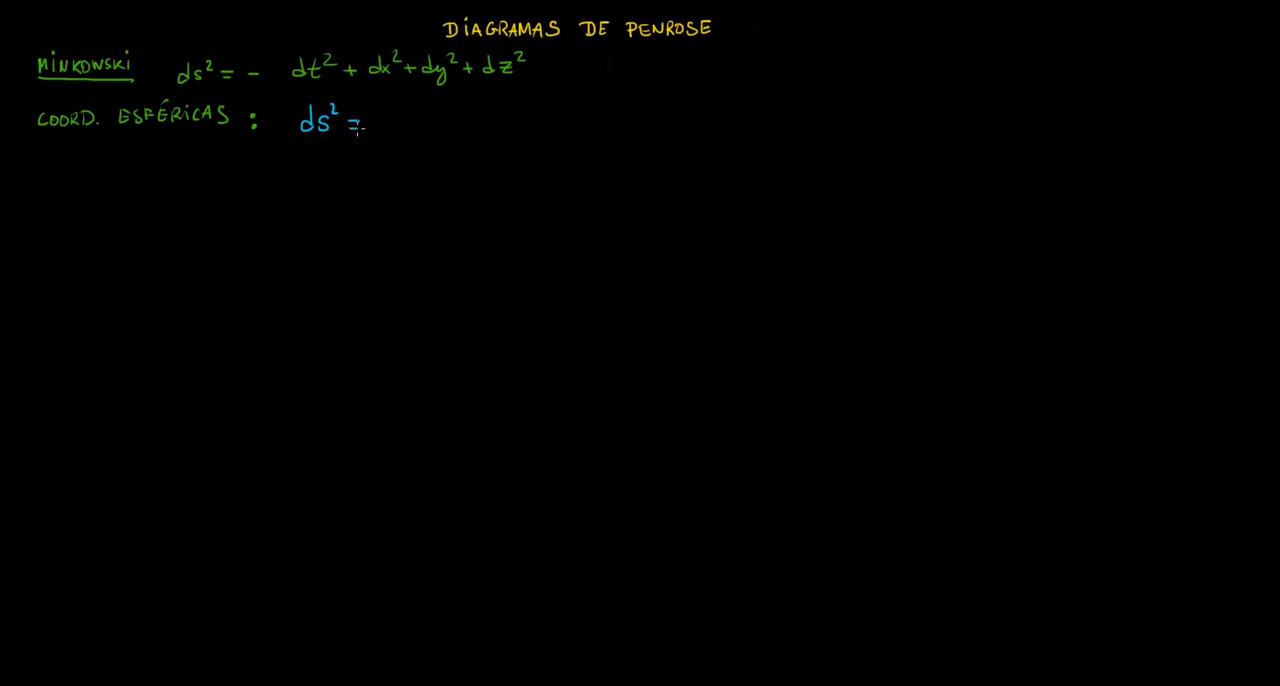 DIAGRAMAS DE PENROSE
MINKOWSKI ds² = - dt² + dx² + dy² + dz²
COORD. ESFÉRICAS : ds² =